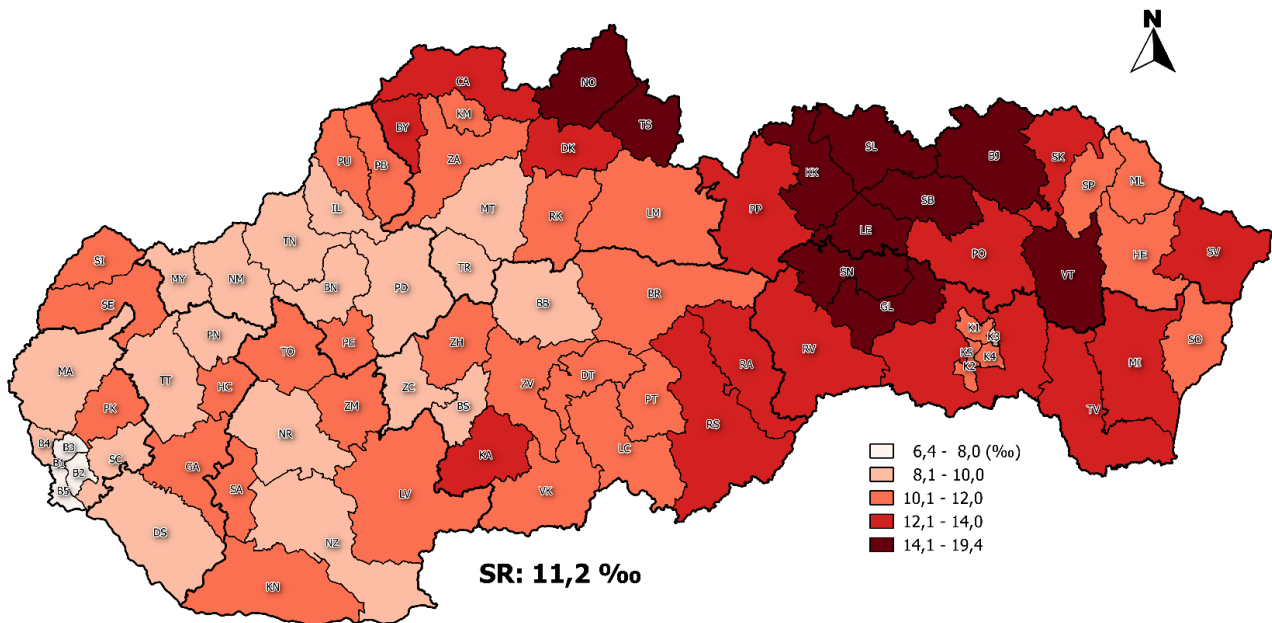 N
CA
NO
KM
TS
BY
DK
ZA
PU
PB
SL
BJ
SK
KK
SP
ML
IL
MT
RK
LM
PP
SB
LE
TN
PO
HE
SV
SI
MY
NM
TR
SN
VT
BN
PD
SE
BB
BR
GL
PN
K1
K3
SO
TO
PE
ZH
RV
K5
K4
K2
MA
TT
HC
ZC
ZV
DT
RA
MI
PK
ZM
BS
PT
TV
NR
RS
B4
B3
SC
B1
B2
B5
GA
KA
LC
SA
LV
VK
DS
NZ
KN
6,4 - 8,0 (‰)
8,1 - 10,0
10,1 - 12,0
12,1 - 14,0
14,1 - 19,4
SR: 11,2 ‰